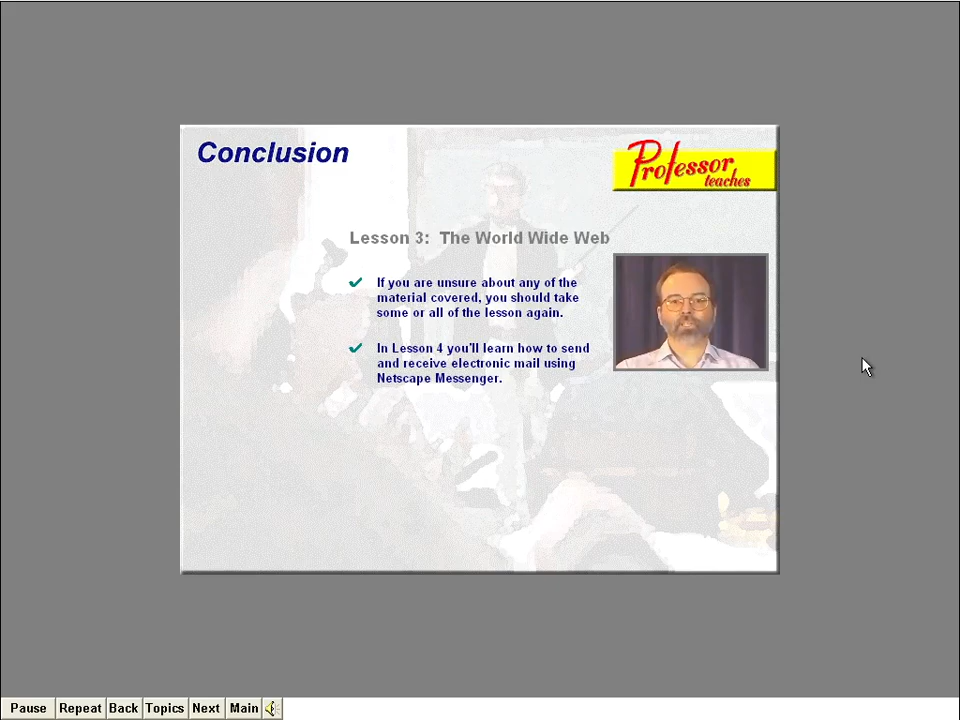 Conclusion
Professor
teaches
Lesson 3: The World Wide Web
If you are unsure about any of the
material covered, you should take
some or all of the lesson again.
In Lesson 4 you'll learn how to send
and receive electronic mail using
Netscape Messenger.
Pause Repeat Back Topics Next Main